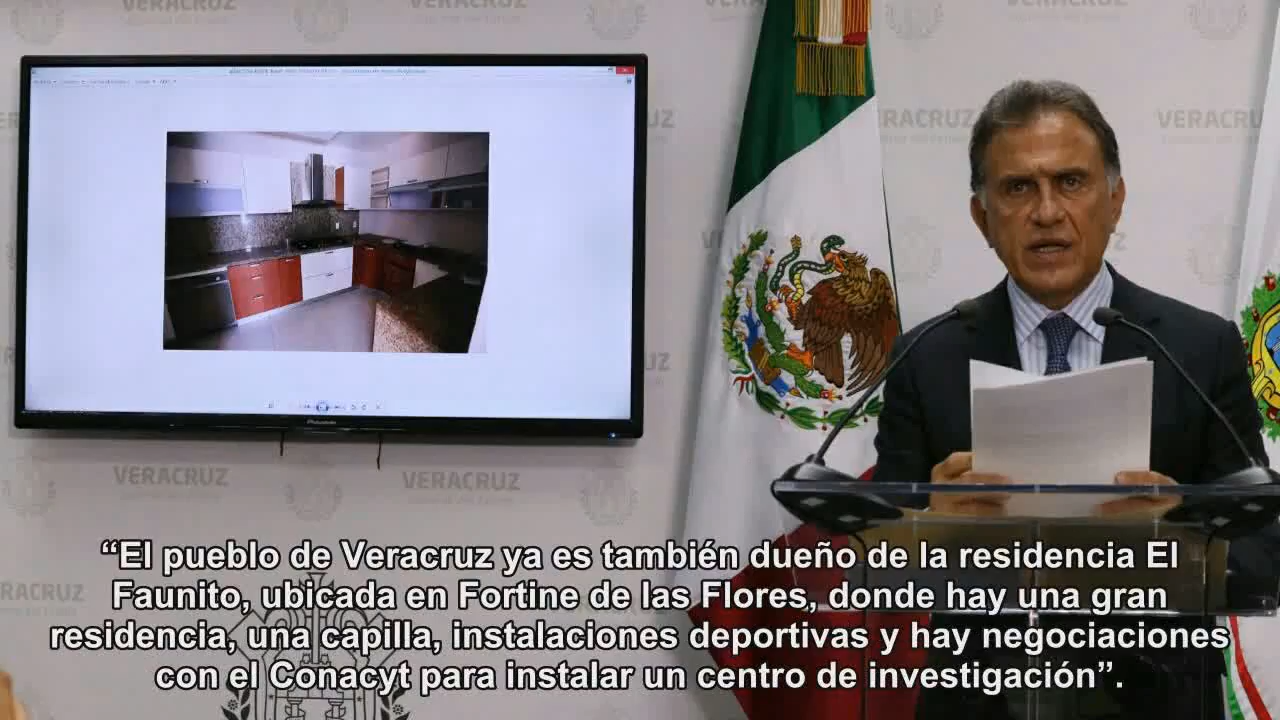 VERACRUZ
VERACRUZ
VERACRUZ
VERACRUZ
VERACRUZ
VERACRUZ
VERACRUZ
“El pueblo de Veracruz ya es también dueño de la residencia El
Faunito, ubicada en Fortine de las Flores, donde hay una gran
residencia, una capilla, instalaciones deportivas y hay negociaciones
con el Conacyt para instalar un centro de investigación”.